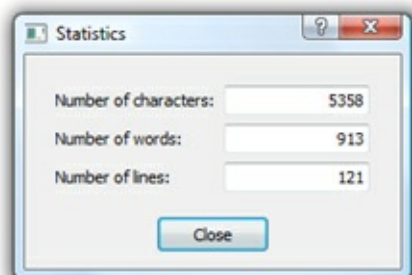 Statistics
Number of characters: 5358
Number of words: 913
Number of lines: 121
Close